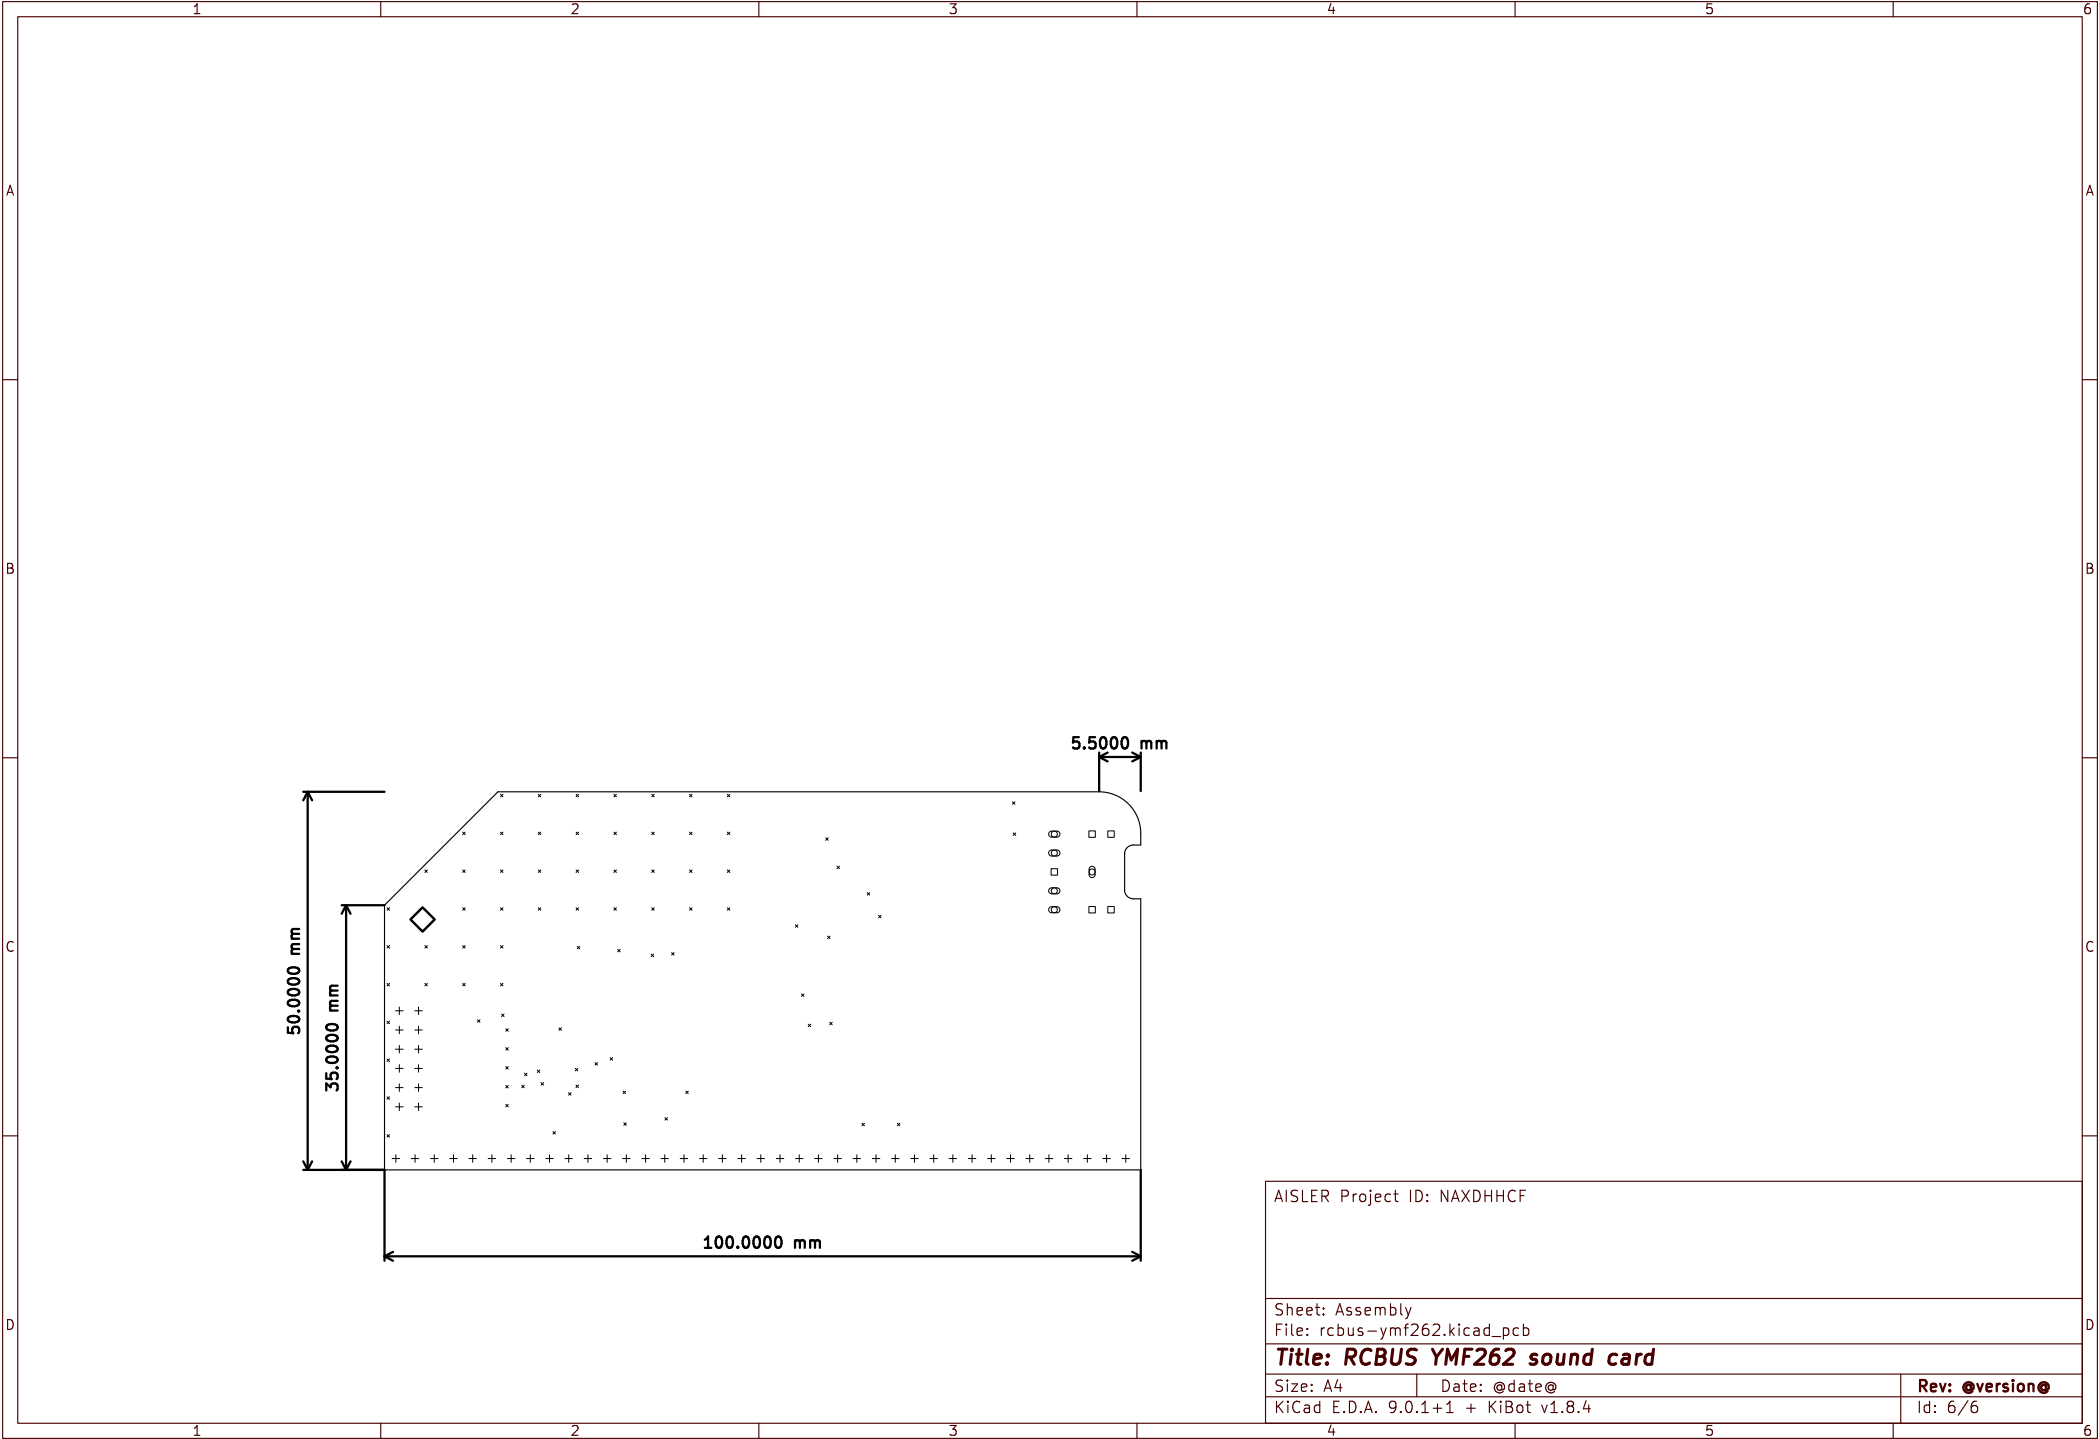 1 2 3 4 5 6
A A
B B
5.5000 mm
C C
50.0000 mm
35.0000 mm
100.0000 mm
AISLER Project ID: NAXDHHCF
Sheet: Assembly
File: rcbus-ymf262.kicad_pcb
D D
Title: RCBUS YMF262 sound card
Size: A4 Date: @date@ Rev: @version@
KiCad E.D.A. 9.0.1+1 + KiBot v1.8.4 Id: 6/6
1 2 3 4 5 6